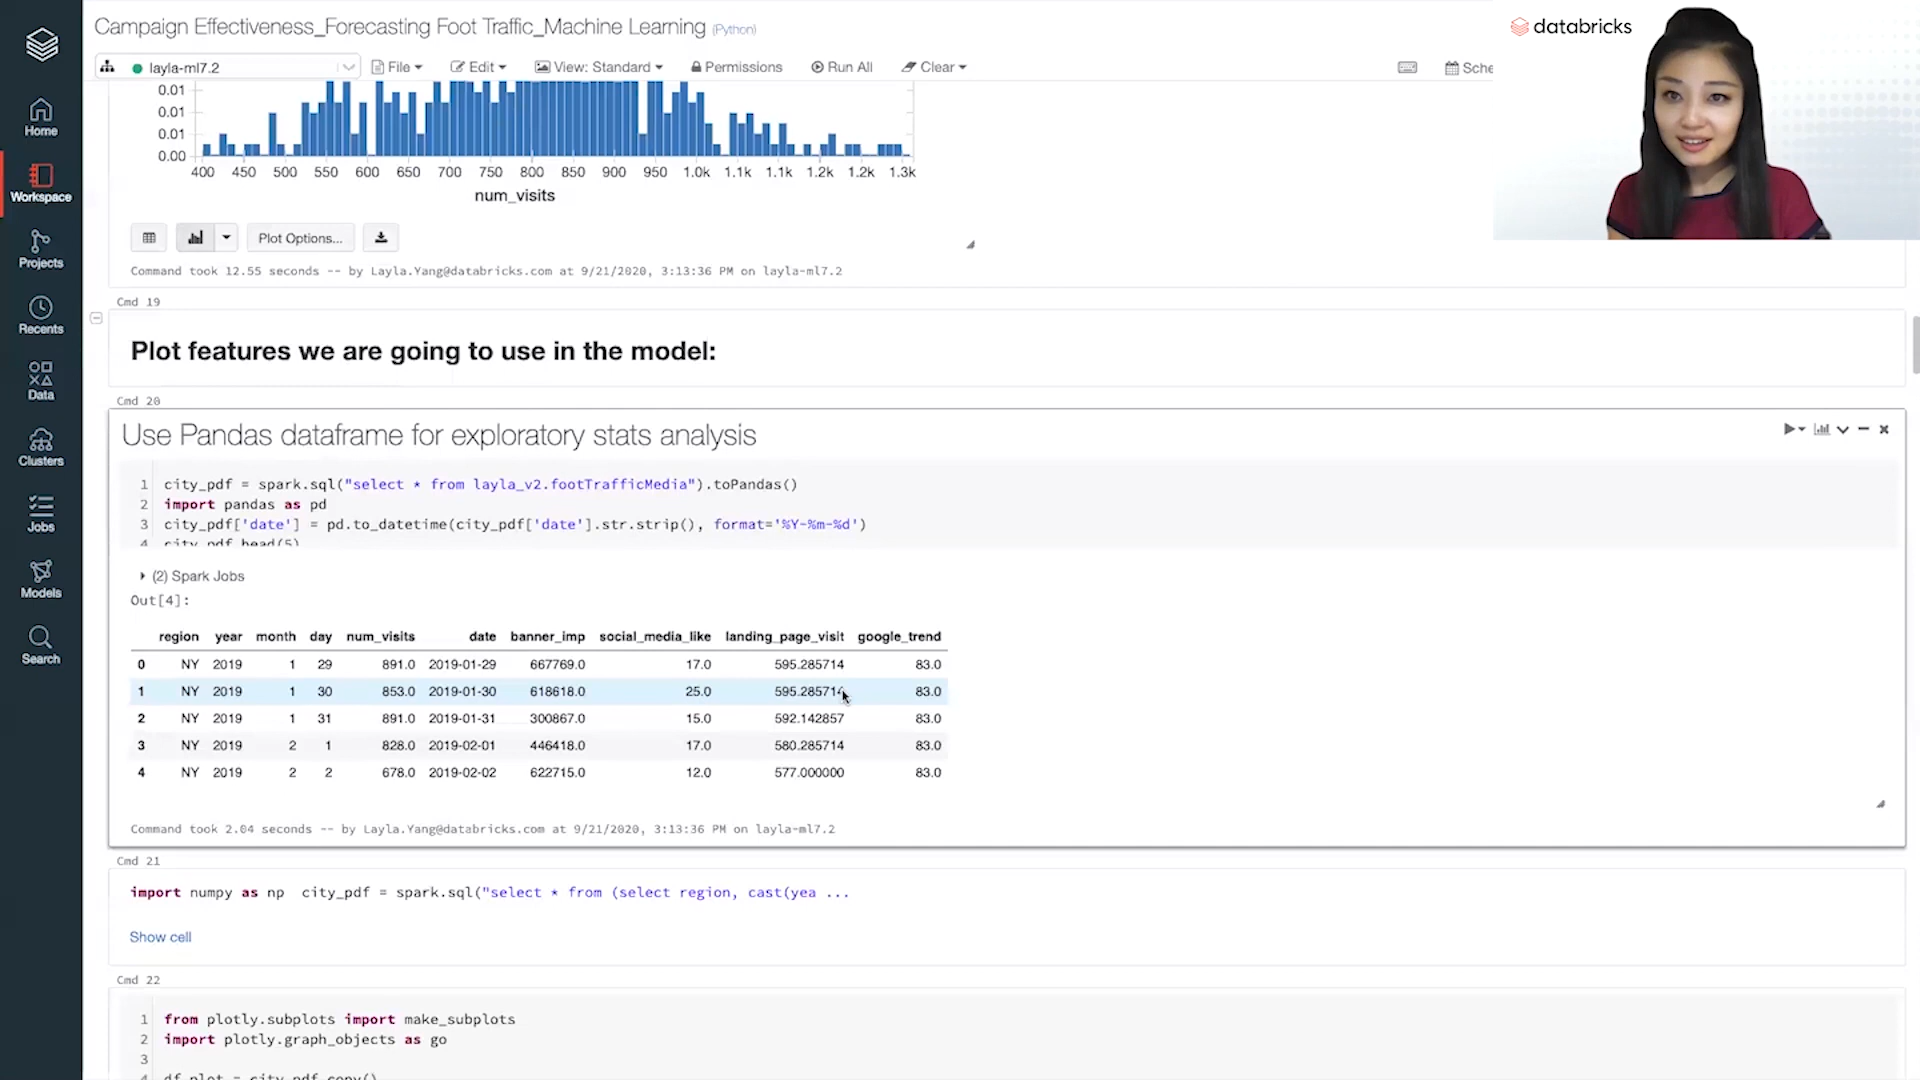 Campaign Effectiveness_Forecasting Foot Traffic_Machine Learning (Python)
databricks
layla-ml7.2
File
Edit
View: Standard
Permissions
Run All
Clear
Sche
Home
Workspace
Projects
Recents
Data
Clusters
Jobs
Models
Search
0.01
0.01
0.01
0.00
400 450 500 550 600 650 700 750 800 850 900 950 1.0k 1.1k 1.1k 1.2k 1.2k 1.3k
num_visits
Plot Options...
Command took 12.55 seconds -- by Layla.Yang@databricks.com at 9/21/2020, 3:13:36 PM on layla-ml7.2
Cmd 19
Plot features we are going to use in the model:
Cmd 20
Use Pandas dataframe for exploratory stats analysis
1 city_pdf = spark.sql("select * from layla_v2.footTrafficMedia").toPandas()
2 import pandas as pd
3 city_pdf['date'] = pd.to_datetime(city_pdf['date'].str.strip(), format='%Y-%m-%d')
4 city_pdf.head(5)
(2) Spark Jobs
Out[4]:
region year month day num_visits date banner_imp social_media_like landing_page_visit google_trend
0 NY 2019 1 29 891.0 2019-01-29 667769.0 17.0 595.285714 83.0
1 NY 2019 1 30 853.0 2019-01-30 618618.0 25.0 595.285714 83.0
2 NY 2019 1 31 891.0 2019-01-31 300867.0 15.0 592.142857 83.0
3 NY 2019 2 1 828.0 2019-02-01 446418.0 17.0 580.285714 83.0
4 NY 2019 2 2 678.0 2019-02-02 622715.0 12.0 577.000000 83.0
Command took 2.04 seconds -- by Layla.Yang@databricks.com at 9/21/2020, 3:13:36 PM on layla-ml7.2
Cmd 21
import numpy as np city_pdf = spark.sql("select * from (select region, cast(yea ...
Show cell
Cmd 22
1 from plotly.subplots import make_subplots
2 import plotly.graph_objects as go
3
4 df_plot = city_pdf.copy()